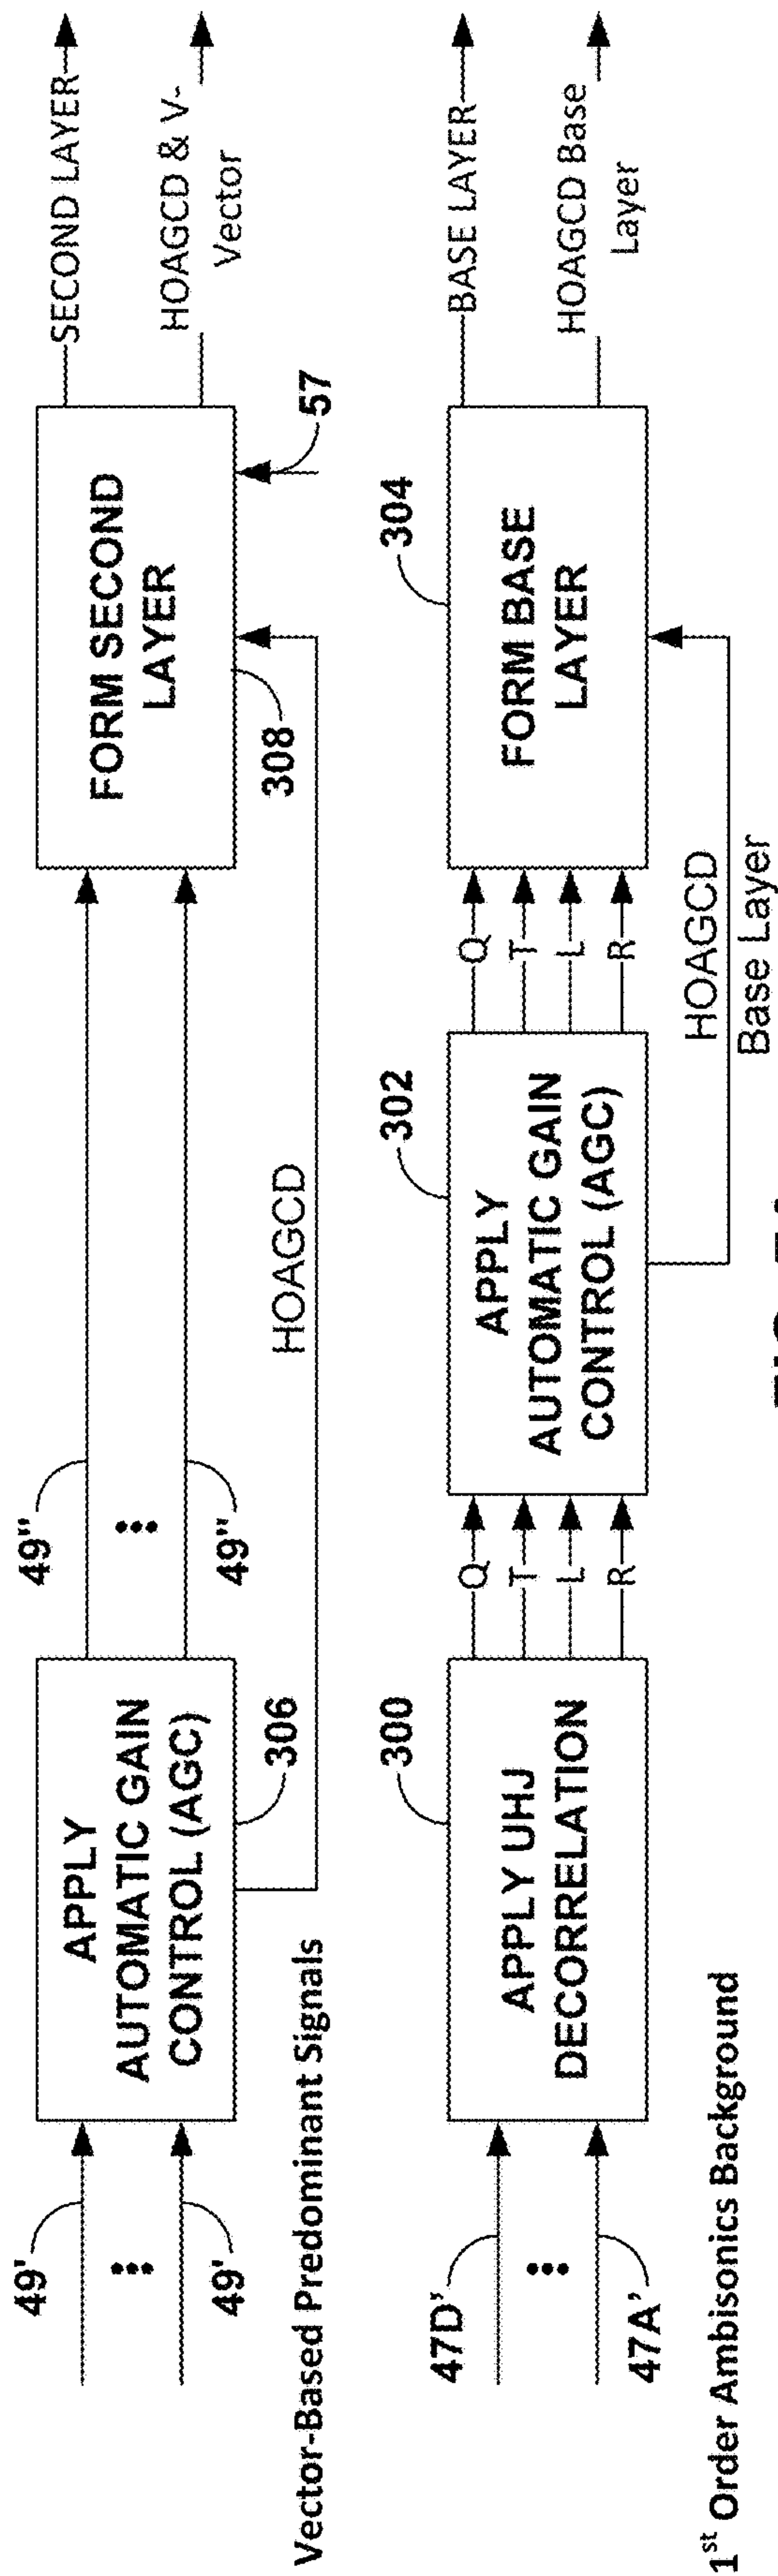 49'
49'
Vector-Based Predominant Signals
APPLY
AUTOMATIC GAIN
CONTROL (AGC)
306
49"
49"
HOAGCD
FORM SECOND
LAYER
308
57
SECOND LAYER
HOAGCD & V-
Vector
47D'
47A'
1st Order Ambisonics Background
APPLY UHJ
DECORRELATION
300
Q
T
L
R
APPLY
AUTOMATIC GAIN
CONTROL (AGC)
302
Q
T
L
R
HOAGCD
Base Layer
FORM BASE
LAYER
304
BASE LAYER
HOAGCD Base
Layer